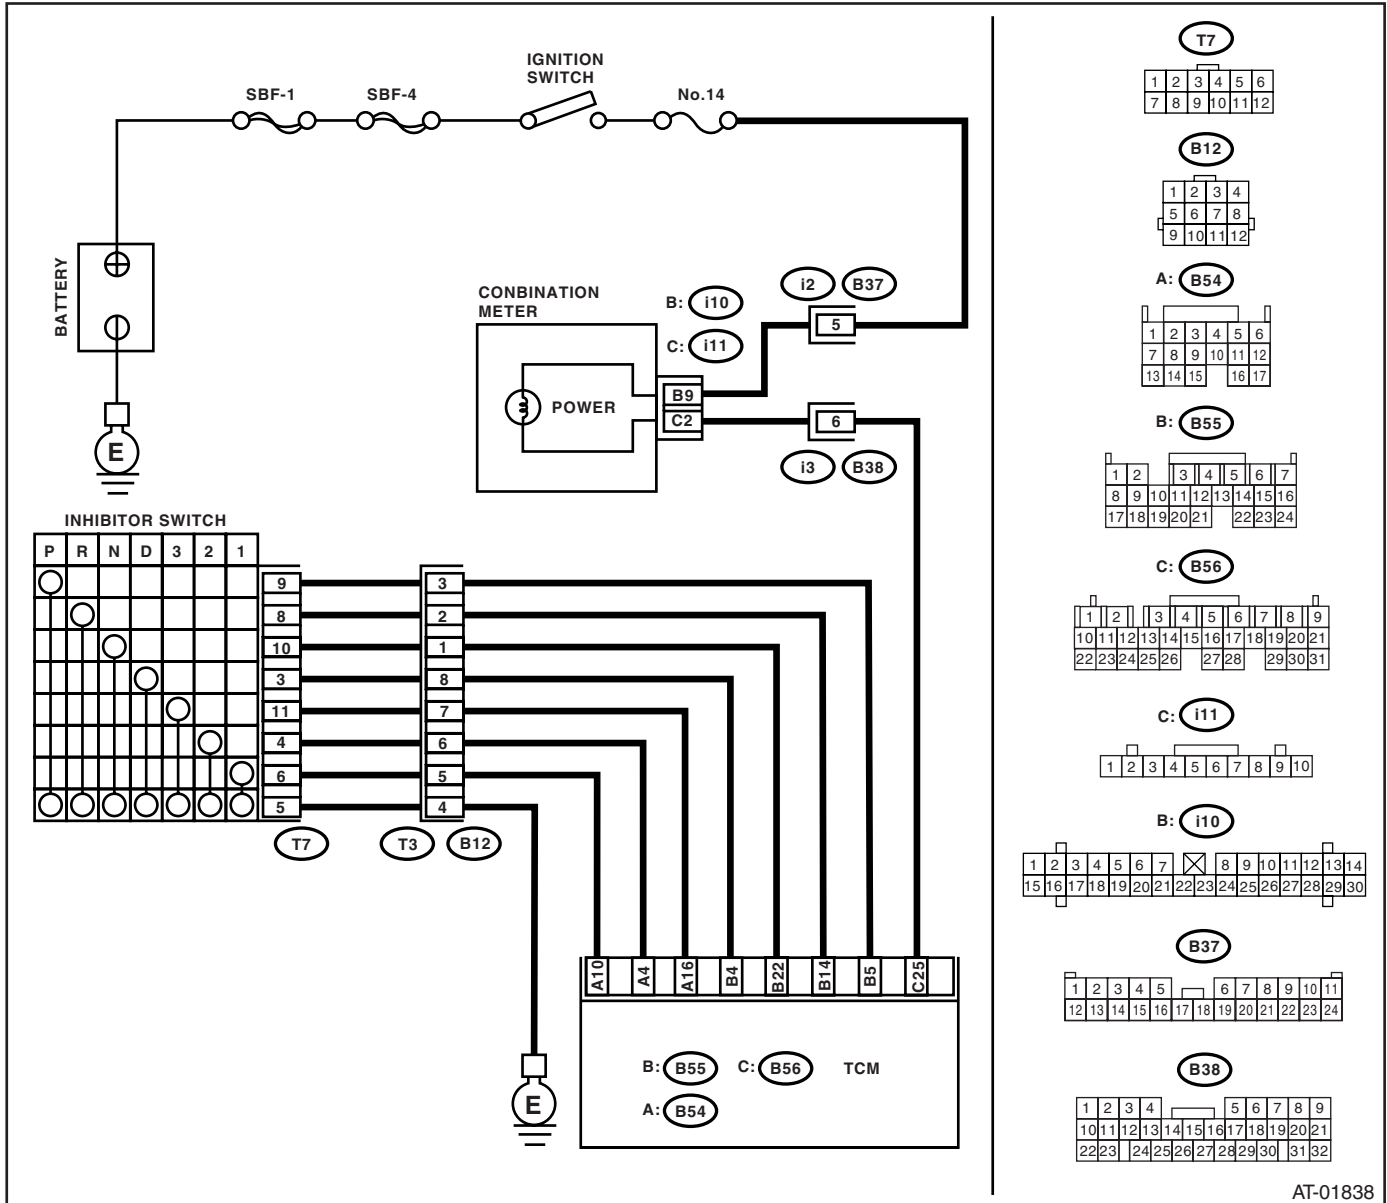 IGNITION
SWITCH
SBF-1
SBF-4
No.14
BATTERY
E
CONBINATION
METER
B: i10
C: i11
i2 B37
5
B9
POWER
C2
6
i3 B38
INHIBITOR SWITCH
P R N D 3 2 1
9 3
8 2
10 1
3 8
11 7
4 6
6 5
5 4
T7 T3 B12
A10 A4 A16 B4 B22 B14 B5 C25
B: B55 C: B56 TCM
A: B54
E
T7
1 2 3 4 5 6
7 8 9 10 11 12
B12
1 2 3 4
5 6 7 8
9 10 11 12
A: B54
1 2 3 4 5 6
7 8 9 10 11 12
13 14 15 16 17
B: B55
1 2 3 4 5 6 7
8 9 10 11 12 13 14 15 16
17 18 19 20 21 22 23 24
C: B56
1 2 3 4 5 6 7 8 9
10 11 12 13 14 15 16 17 18 19 20 21
22 23 24 25 26 27 28 29 30 31
C: i11
1 2 3 4 5 6 7 8 9 10
B: i10
1 2 3 4 5 6 7 8 9 10 11 12 13 14
15 16 17 18 19 20 21 22 23 24 25 26 27 28 29 30
B37
1 2 3 4 5 6 7 8 9 10 11
12 13 14 15 16 17 18 19 20 21 22 23 24
B38
1 2 3 4 5 6 7 8 9
10 11 12 13 14 15 16 17 18 19 20 21
22 23 24 25 26 27 28 29 30 31 32
AT-01838